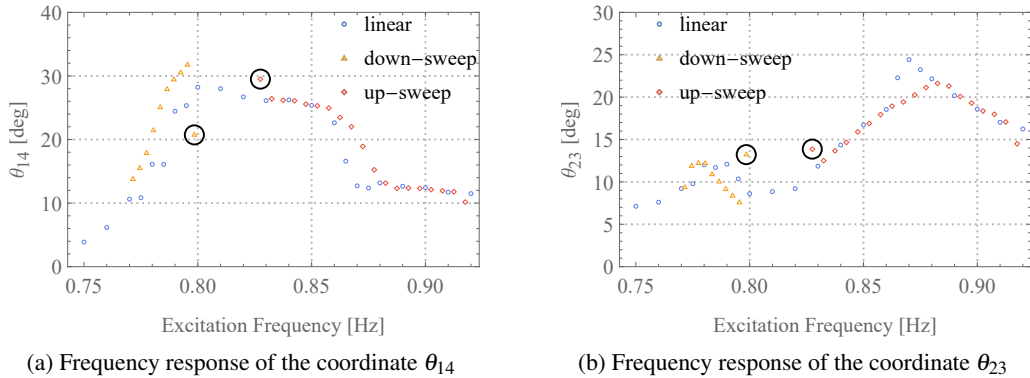 40
30
20
10
0
θ14 [deg]
linear
down-sweep
up-sweep
0.75 0.80 0.85 0.90
Excitation Frequency [Hz]
(a) Frequency response of the coordinate θ14
30
25
20
15
10
5
0
θ23 [deg]
linear
down-sweep
up-sweep
0.75 0.80 0.85 0.90
Excitation Frequency [Hz]
(b) Frequency response of the coordinate θ23